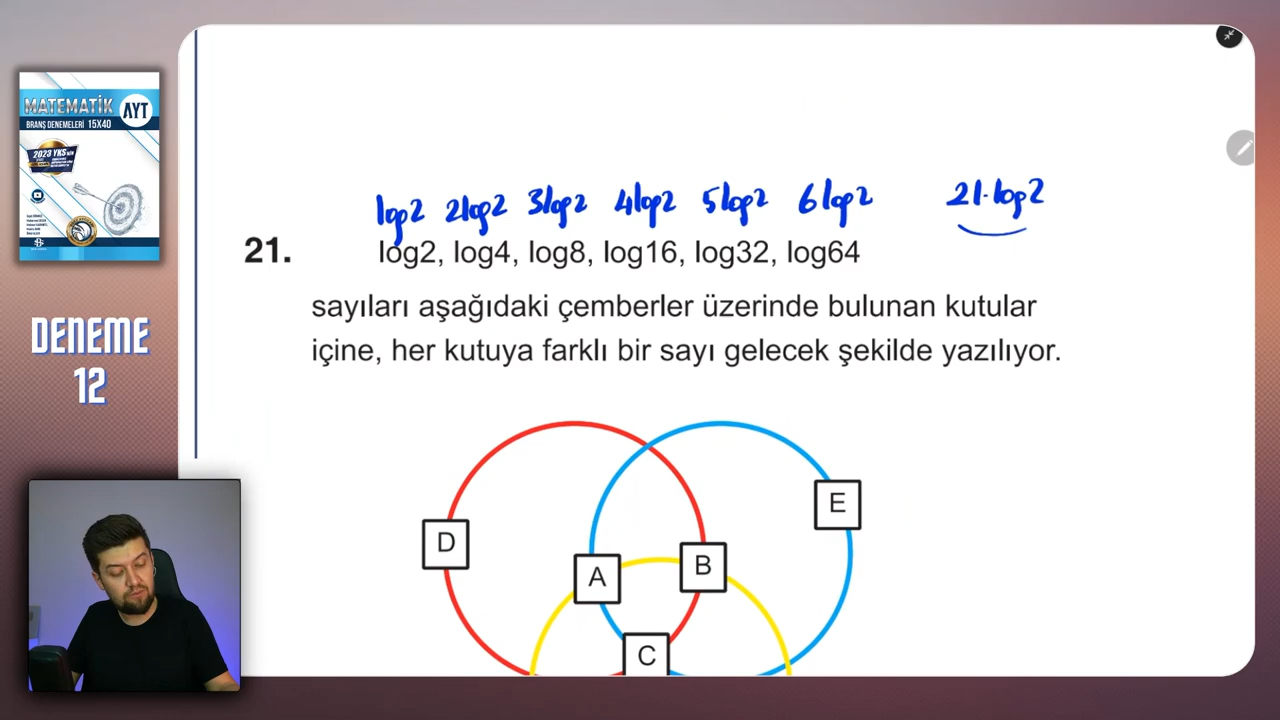 MATEMATİK
AYT
BRANŞ DENEMELERİ 15X40
2023 YKS'NİN
DENEME
12
log2 2log2 3log2 4log2 5log2 6log2 21·log2
21. log2, log4, log8, log16, log32, log64
sayıları aşağıdaki çemberler üzerinde bulunan kutular
içine, her kutuya farklı bir sayı gelecek şekilde yazılıyor.
E
D
B
A
C